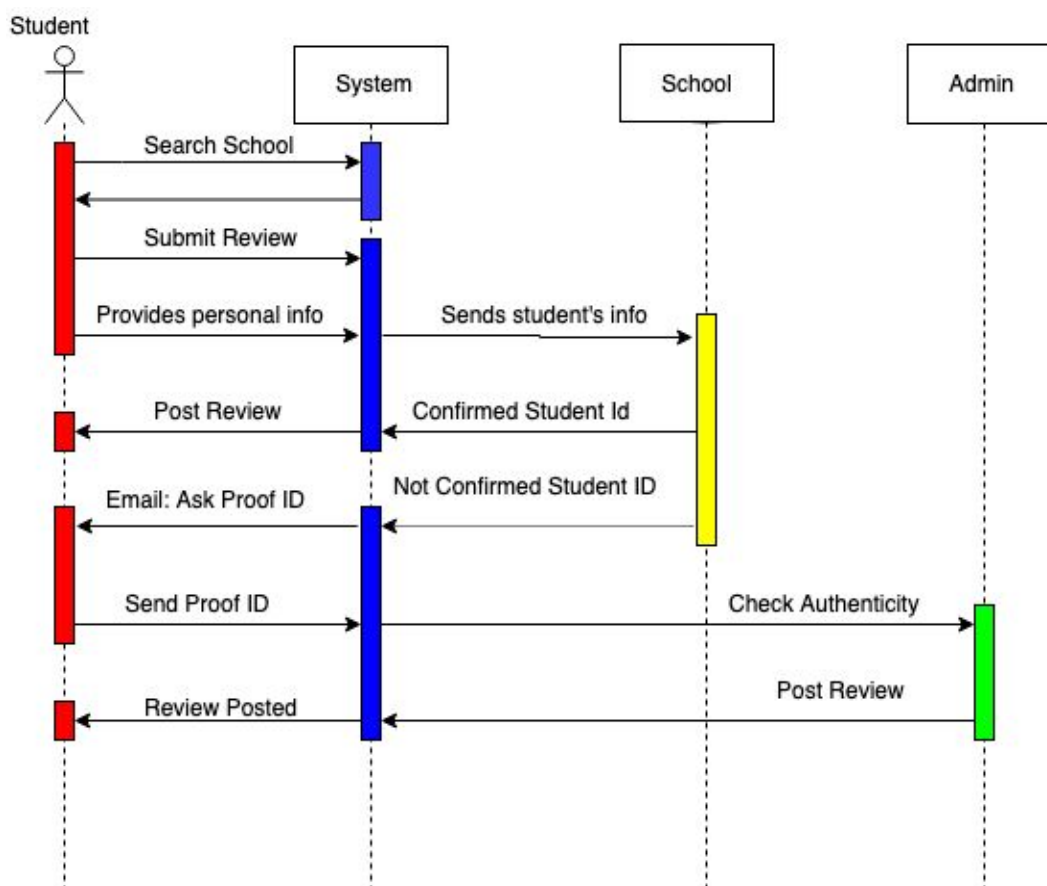 Student
System
School
Admin
Search School
Submit Review
Provides personal info
Sends student's info
Post Review
Confirmed Student Id
Not Confirmed Student ID
Email: Ask Proof ID
Send Proof ID
Check Authenticity
Post Review
Review Posted